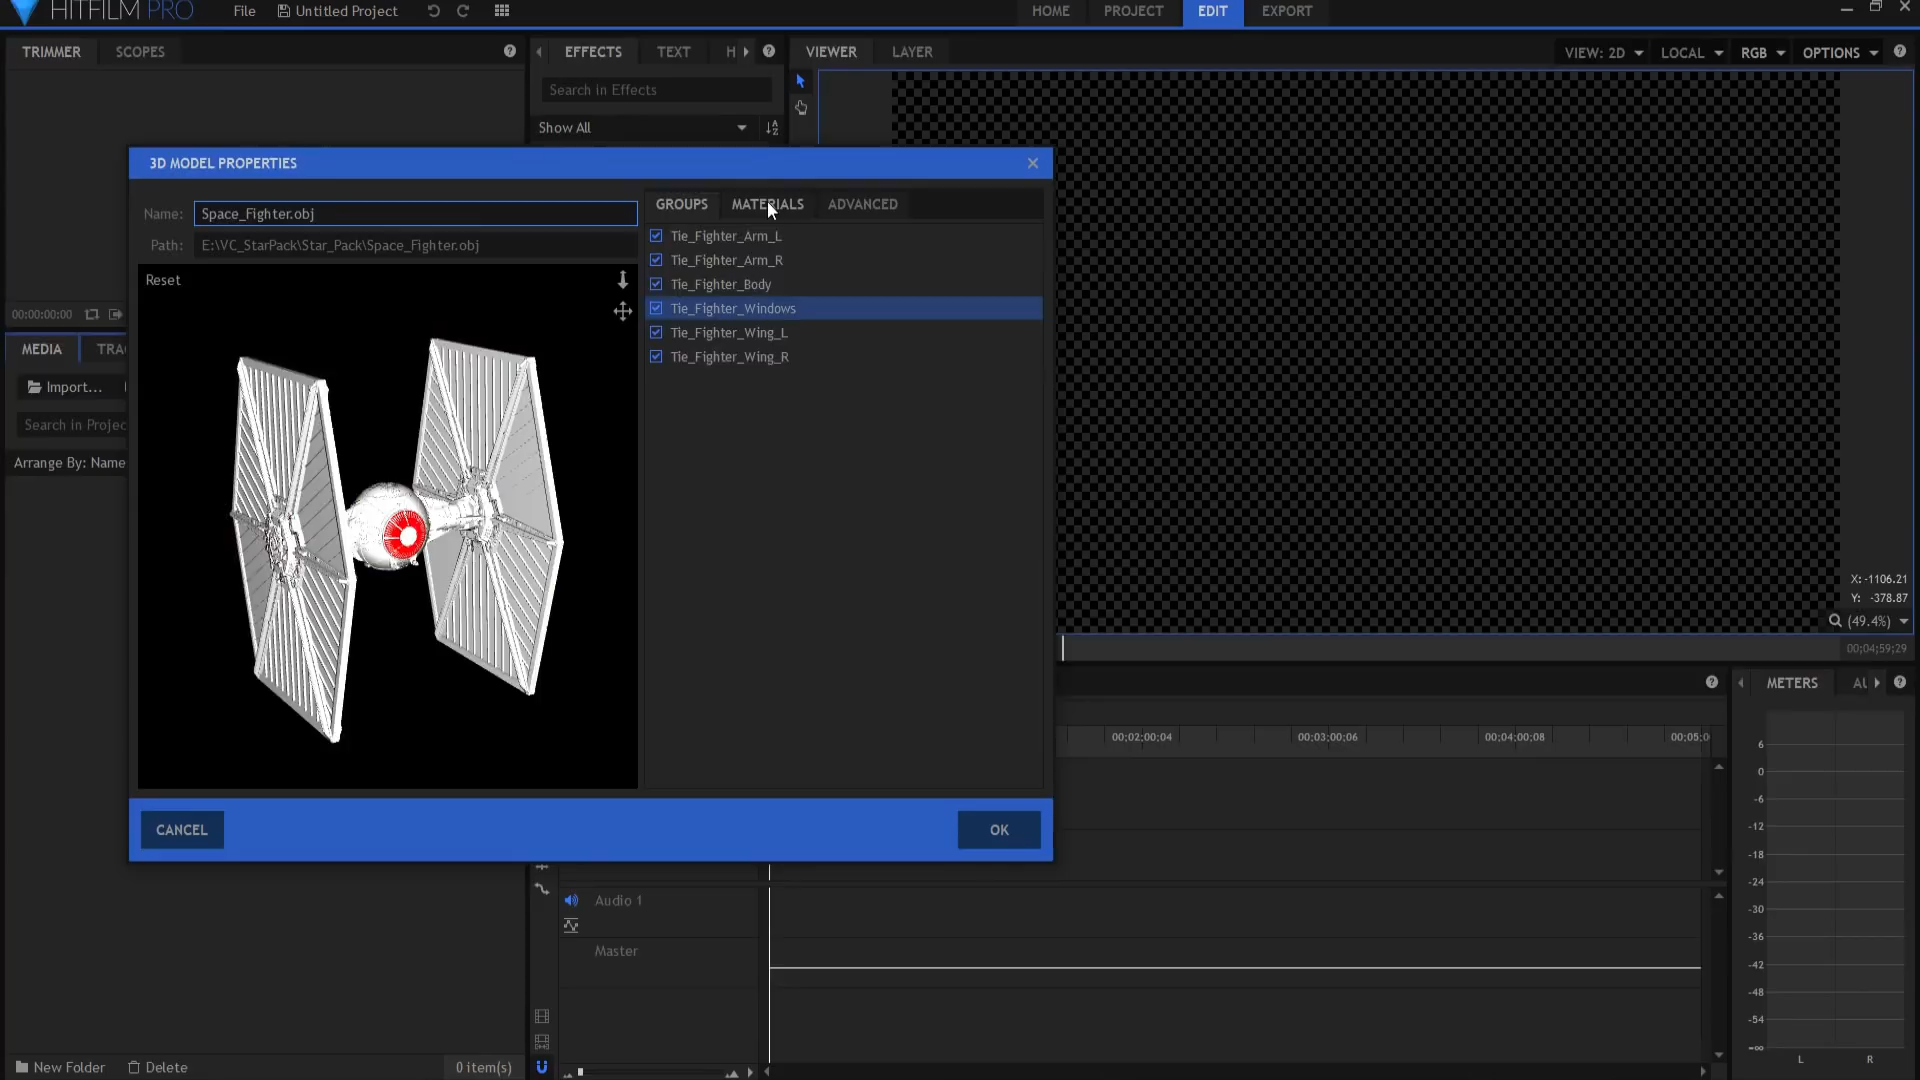 HITFILM PRO
File
Untitled Project
HOME
PROJECT
EDIT
EXPORT
TRIMMER
SCOPES
EFFECTS
TEXT
H
VIEWER
LAYER
VIEW: 2D
LOCAL
RGB
OPTIONS
Search in Effects
Show All
3D MODEL PROPERTIES
Name:
Space_Fighter.obj
Path:
E:\VC_StarPack\Star_Pack\Space_Fighter.obj
Reset
GROUPS
MATERIALS
ADVANCED
Tie_Fighter_Arm_L
Tie_Fighter_Arm_R
Tie_Fighter_Body
Tie_Fighter_Windows
Tie_Fighter_Wing_L
Tie_Fighter_Wing_R
CANCEL
OK
00:00:00:00
MEDIA
TRA
Import...
Search in Projec
Arrange By: Name
X: -1106.21
Y: -378.87
(49.4%)
00;04;59;29
METERS
AU
00;02;00;04
00;03;00;06
00;04;00;08
00;05;0
6
0
-6
-12
-18
-24
-30
-36
-42
-48
-54
-∞
L
R
Audio 1
Master
New Folder
Delete
0 item(s)